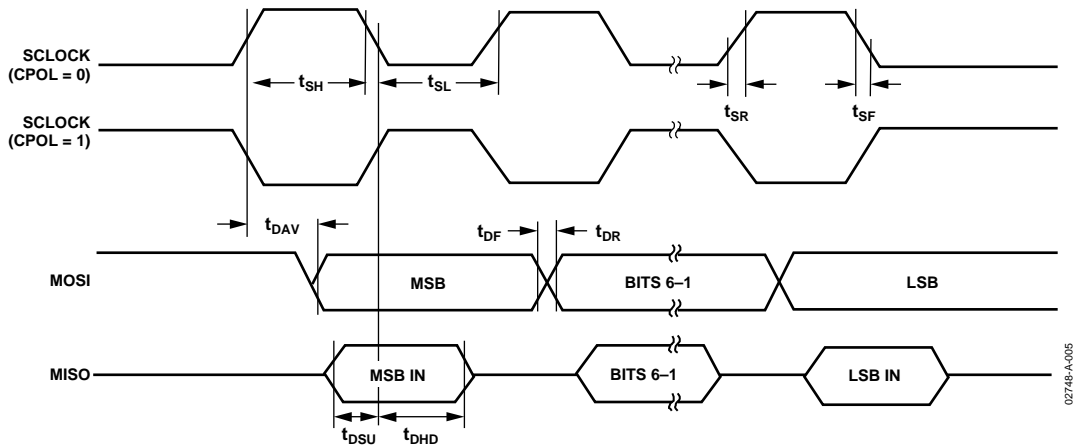 SCLOCK
(CPOL = 0)
tSH
tSL
tSR
tSF
SCLOCK
(CPOL = 1)
tDAV
tDF
tDR
MOSI
MSB
BITS 6–1
LSB
MISO
MSB IN
BITS 6–1
LSB IN
tDSU
tDHD
02748-A-005